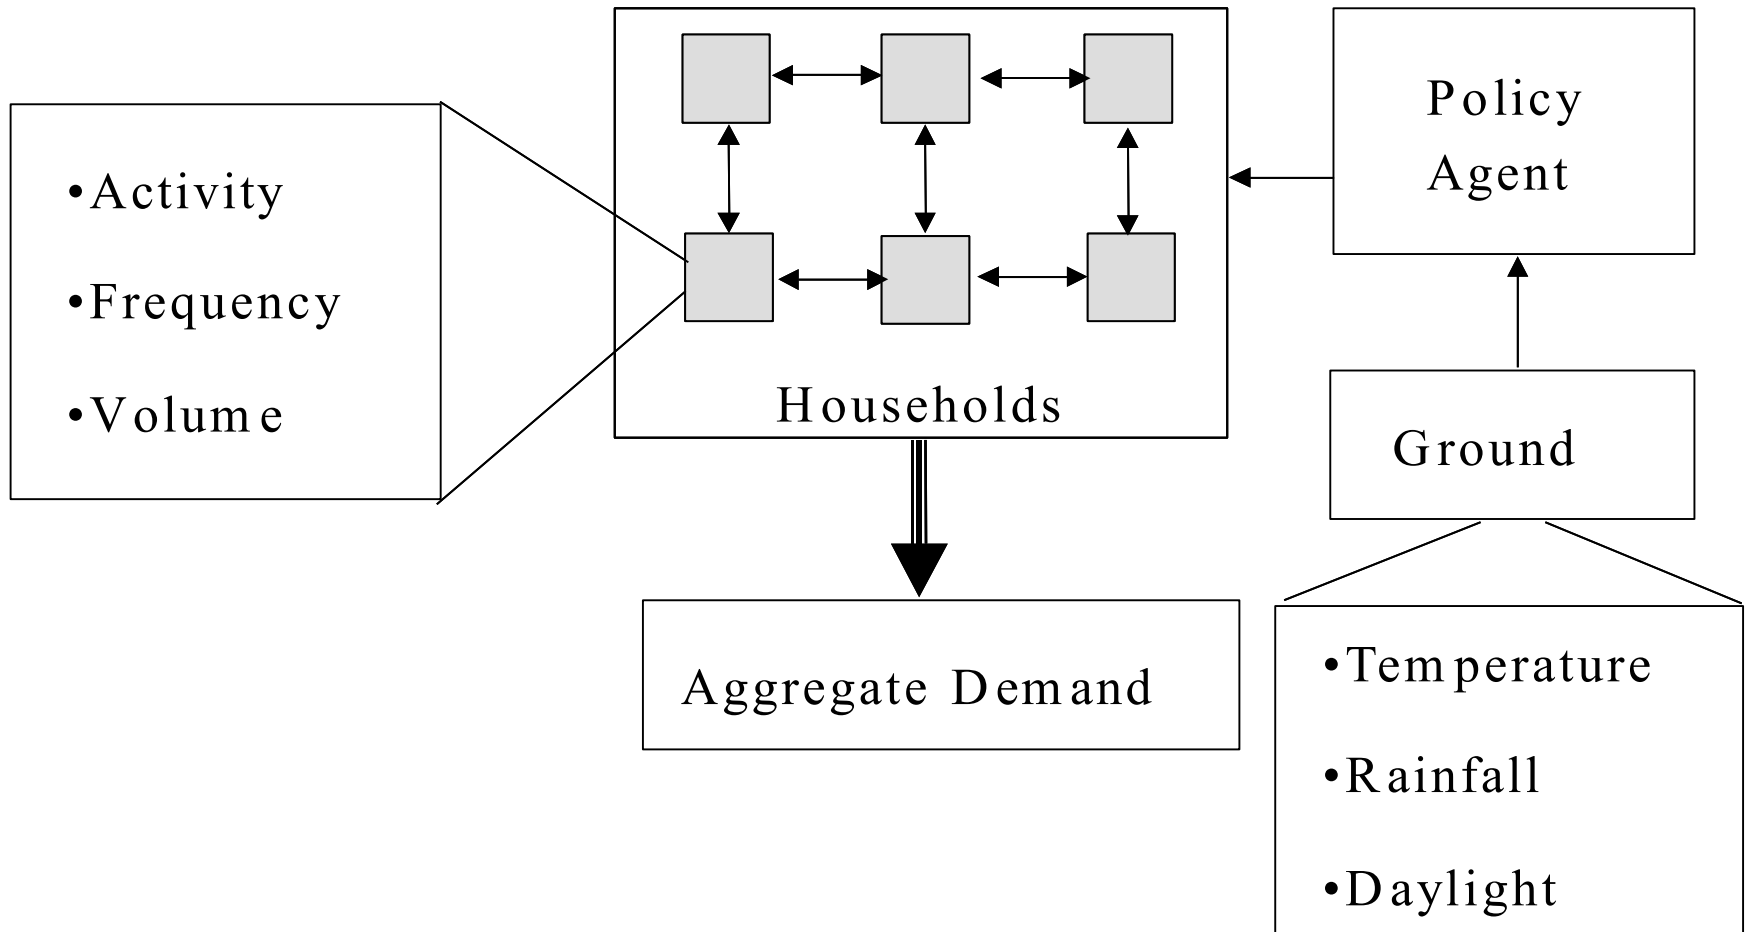 •Activity
•Frequency
•Volume
Households
Policy
Agent
Ground
Aggregate Demand
•Temperature
•Rainfall
•Daylight